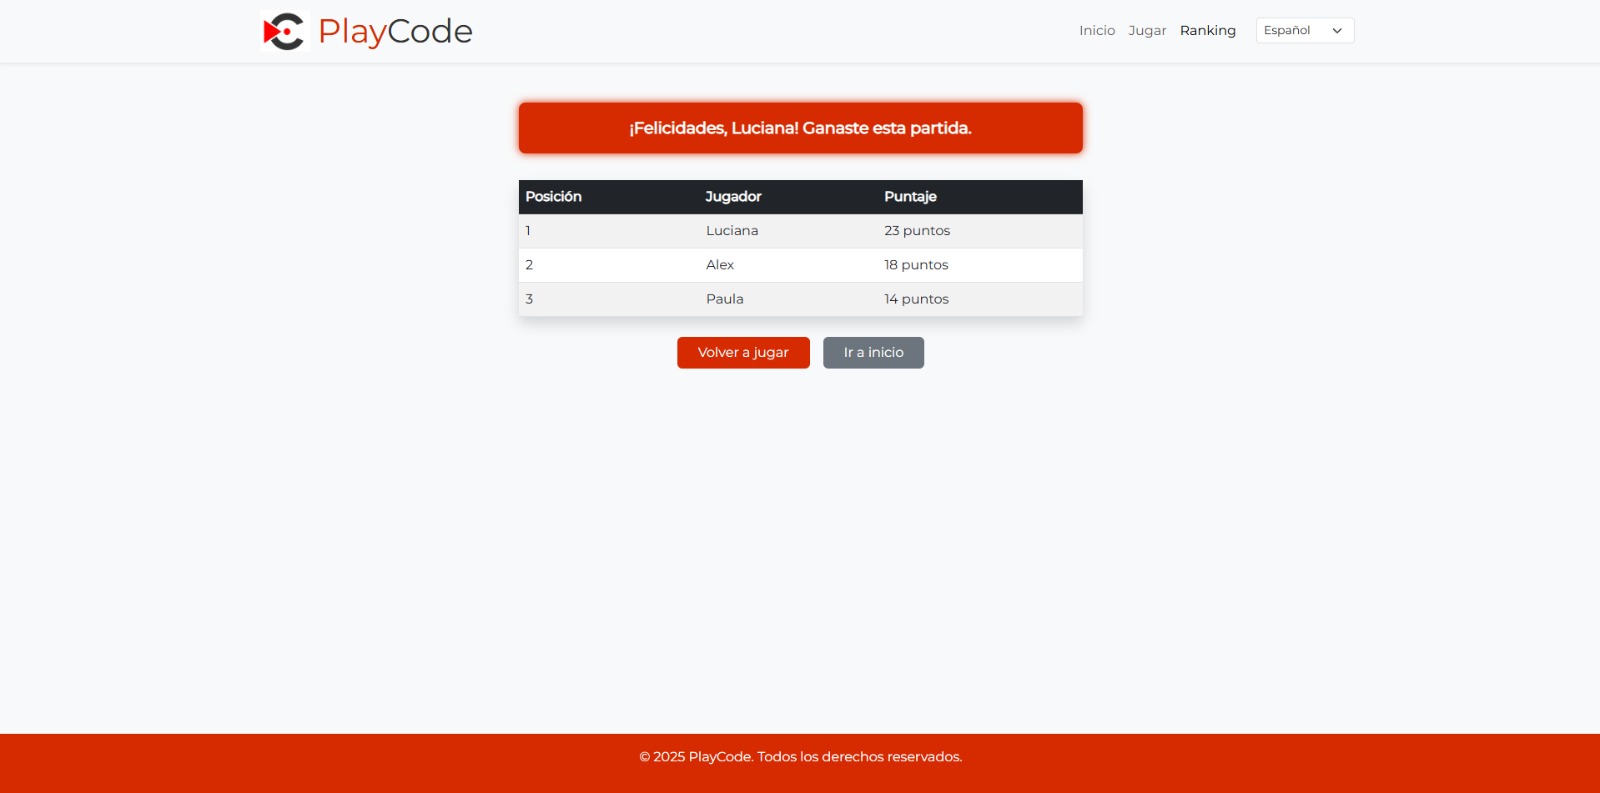 PlayCode
Inicio Jugar Ranking Español
¡Felicidades, Luciana! Ganaste esta partida.
Posición Jugador Puntaje
1 Luciana 23 puntos
2 Alex 18 puntos
3 Paula 14 puntos
Volver a jugar Ir a inicio
© 2025 PlayCode. Todos los derechos reservados.